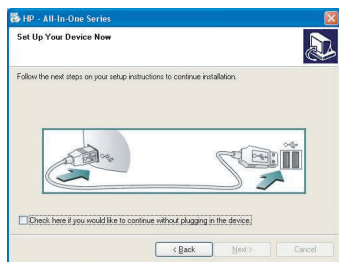 HP - All-In-One Series
Set Up Your Device Now
Follow the next steps on your setup instructions to continue installation.
Check here if you would like to continue without plugging in the device.
< Back
Next >
Cancel